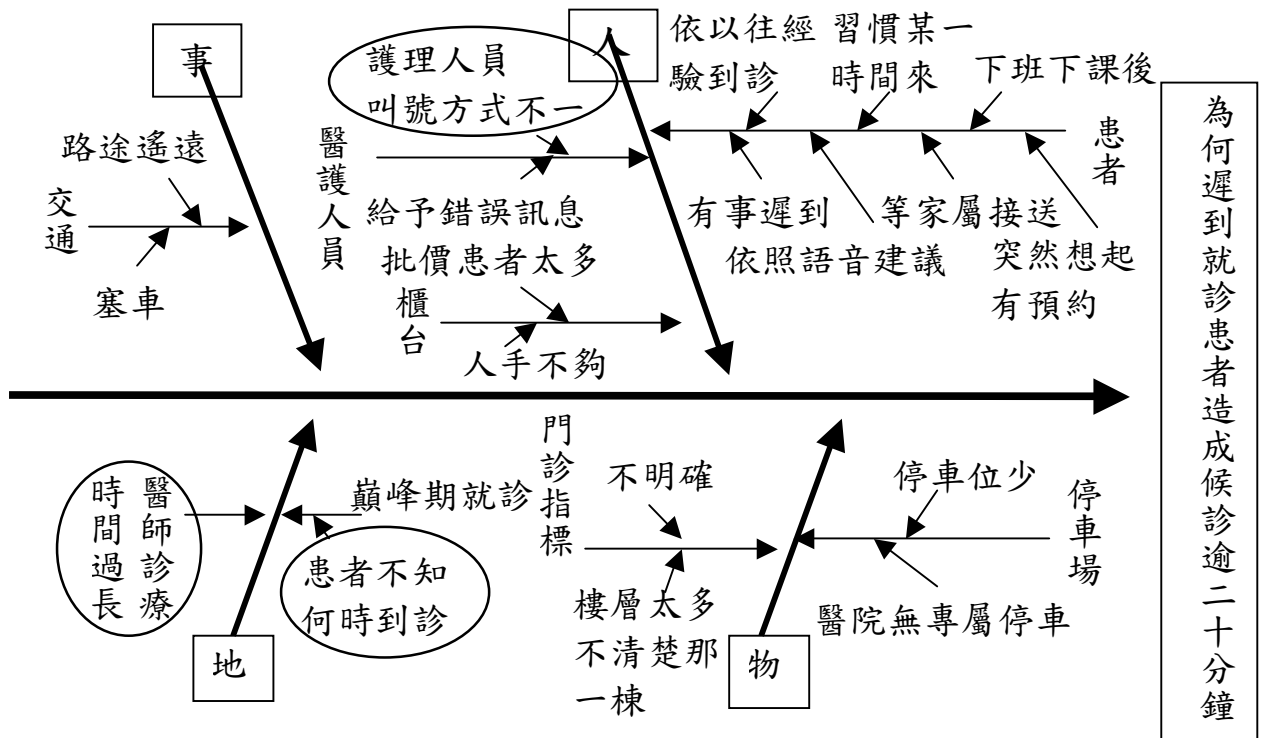 事
人
護理人員
叫號方式不一
依以往經
驗到診
習慣某一
時間來
下班下課後
患者
醫護人員
給予錯誤訊息
有事遲到
依照語音建議
等家屬接送
突然想起
有預約
路途遙遠
交通
塞車
批價患者太多
櫃台
人手不夠
為何遲到就診患者造成候診逾二十分鐘
醫師診療
時間過長
巔峰期就診
患者不知
何時到診
地
門診指標
不明確
樓層太多
不清楚那
一棟
停車位少
停車場
醫院無專屬停車
物